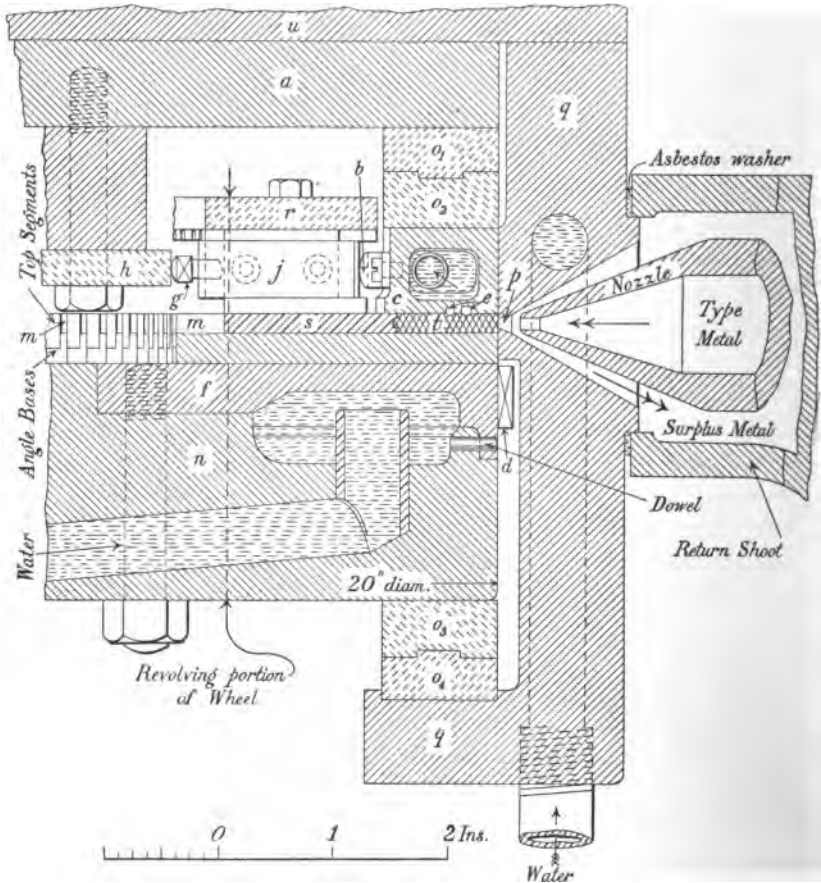 u
a
q
o₁
Asbestos washer
b
o₂
r
Top Segments
h
j
g
c
e
p
Nozzle
Type
Metal
m
m
s
t
Angle Bases
f
Surplus Metal
n
d
Dowel
Water
Return Shoot
20" diam.
o₃
Revolving portion
of Wheel
o₄
q
0 1 2 Ins.
Water